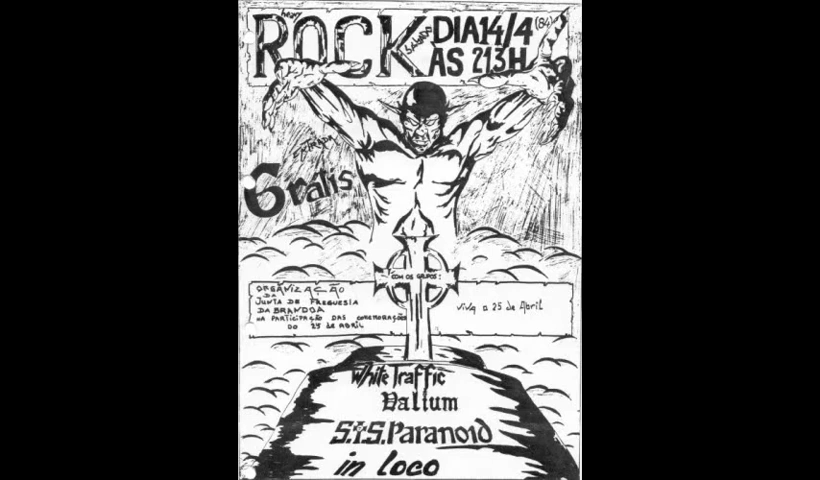 heavy
ROCK
SÁBADO
DIA 14/4 (84)
ÀS 21.3H
ENTRADA
Grátis
COM OS GRUPOS:
ORGANIZAÇÃO
DA
JUNTA DE FREGUESIA
DA BRANDOA
NA PARTICIPAÇÃO DAS COMEMORAÇÕES
DO 25 de ABRIL
Viva o 25 de Abril
White Traffic
Valium
S.i.S. Paranoid
in loco